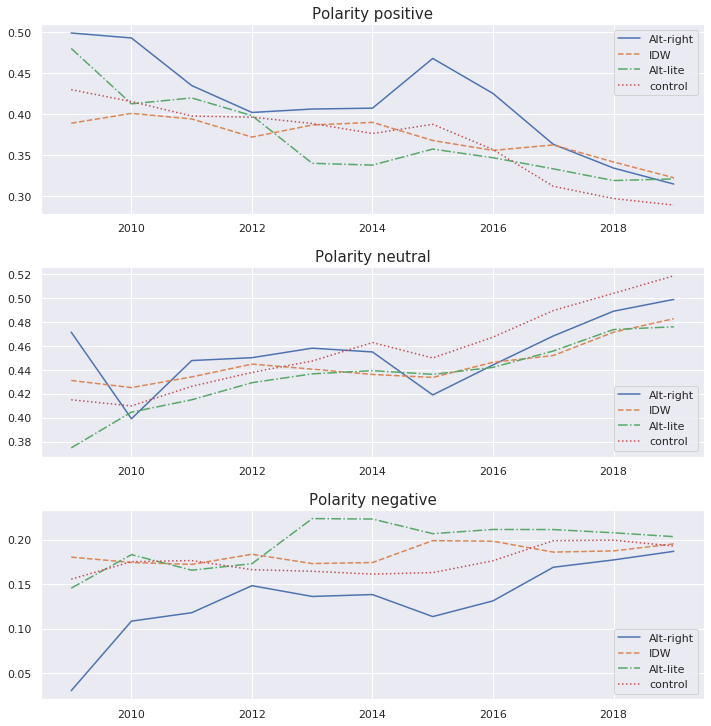 Polarity positive
0.50
0.45
0.40
0.35
0.30
Alt-right
IDW
Alt-lite
control
2010 2012 2014 2016 2018
Polarity neutral
0.52
0.50
0.48
0.46
0.44
0.42
0.40
0.38
Alt-right
IDW
Alt-lite
control
2010 2012 2014 2016 2018
Polarity negative
0.20
0.15
0.10
0.05
Alt-right
IDW
Alt-lite
control
2010 2012 2014 2016 2018